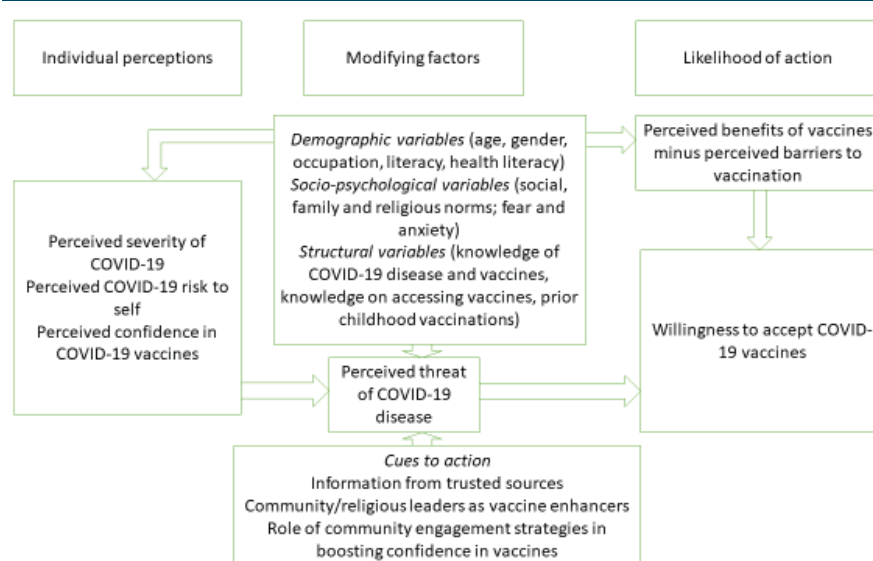 Individual perceptions
Modifying factors
Likelihood of action
Demographic variables (age, gender,
occupation, literacy, health literacy)
Socio-psychological variables (social,
family and religious norms; fear and
anxiety)
Structural variables (knowledge of
COVID-19 disease and vaccines,
knowledge on accessing vaccines, prior
childhood vaccinations)
Perceived benefits of vaccines
minus perceived barriers to
vaccination
Perceived severity of
COVID-19
Perceived COVID-19 risk to
self
Perceived confidence in
COVID-19 vaccines
Willingness to accept COVID-
19 vaccines
Perceived threat
of COVID-19
disease
Cues to action
Information from trusted sources
Community/religious leaders as vaccine enhancers
Role of community engagement strategies in
boosting confidence in vaccines